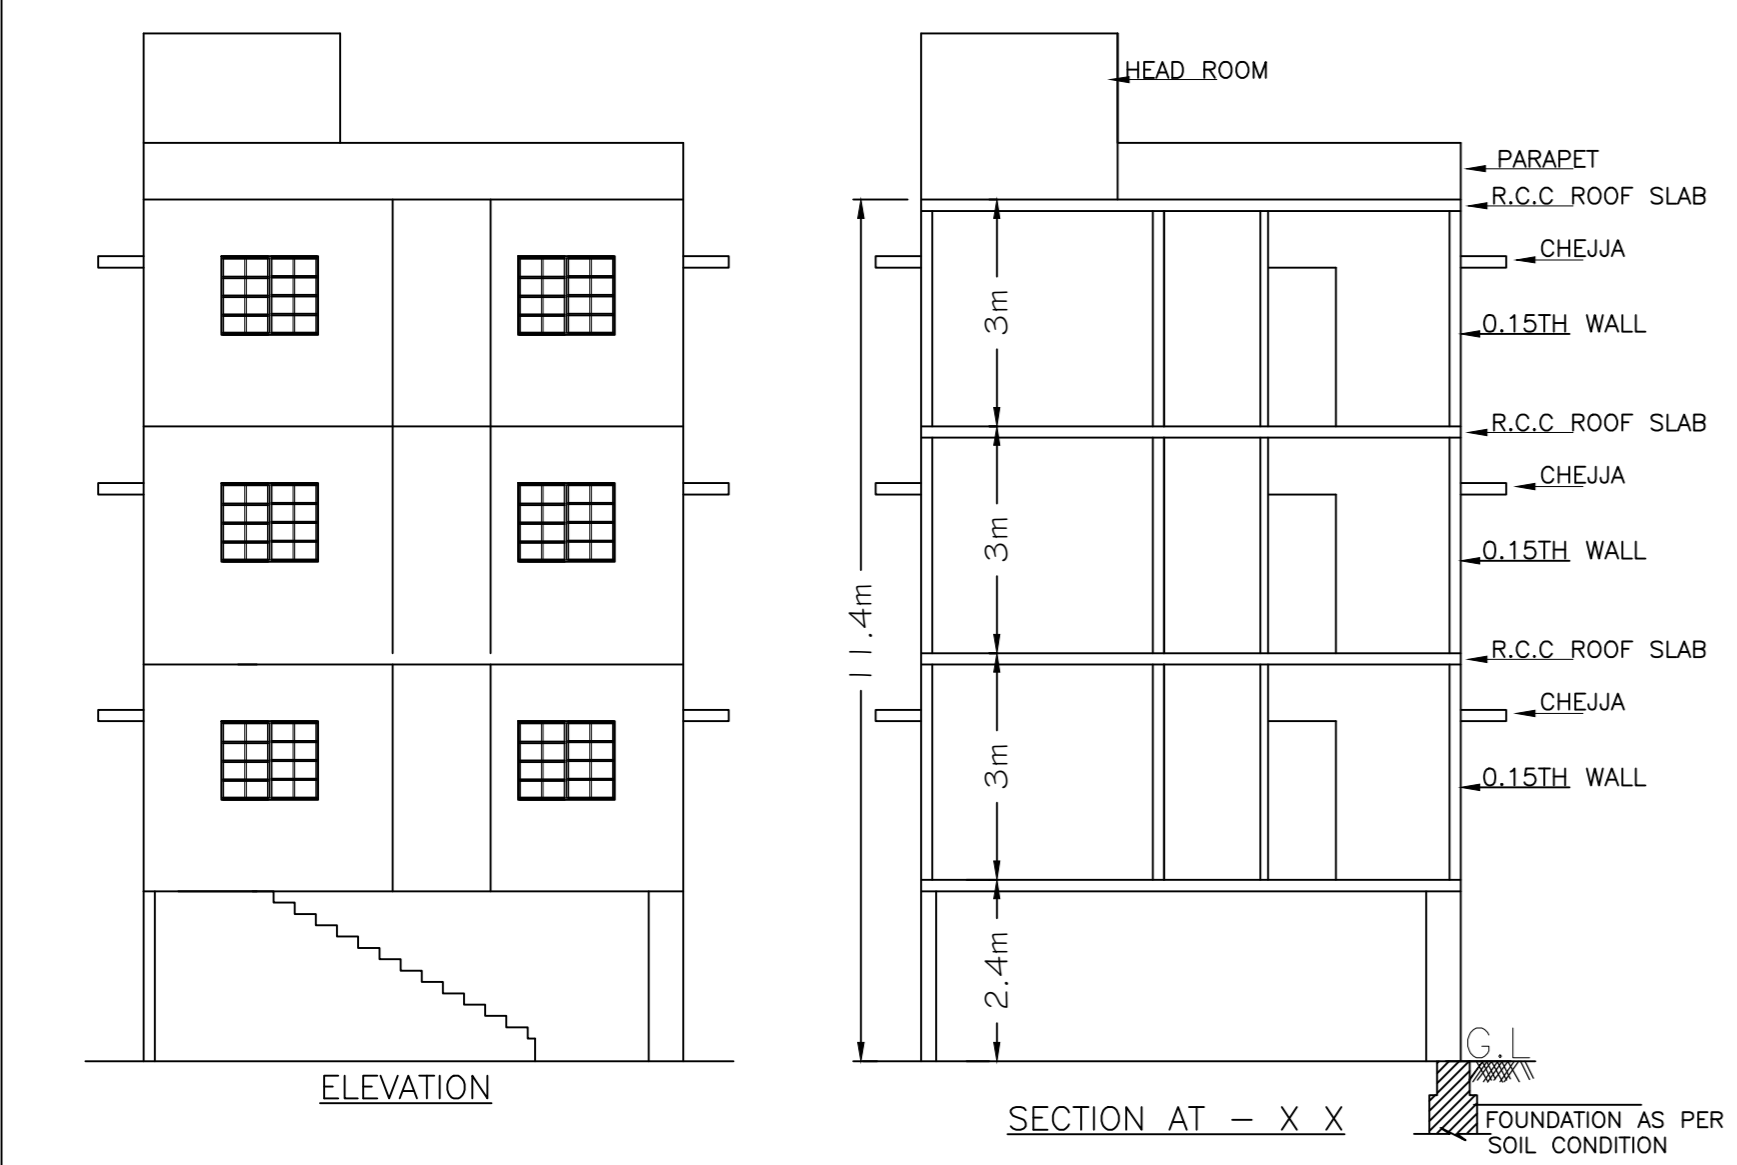 HEAD ROOM
PARAPET
R.C.C ROOF SLAB
CHEJJA
3m
0.15TH WALL
R.C.C ROOF SLAB
CHEJJA
3m
0.15TH WALL
11.4m
R.C.C ROOF SLAB
CHEJJA
3m
0.15TH WALL
2.4m
G.L
ELEVATION
SECTION AT - X X
FOUNDATION AS PER
SOIL CONDITION